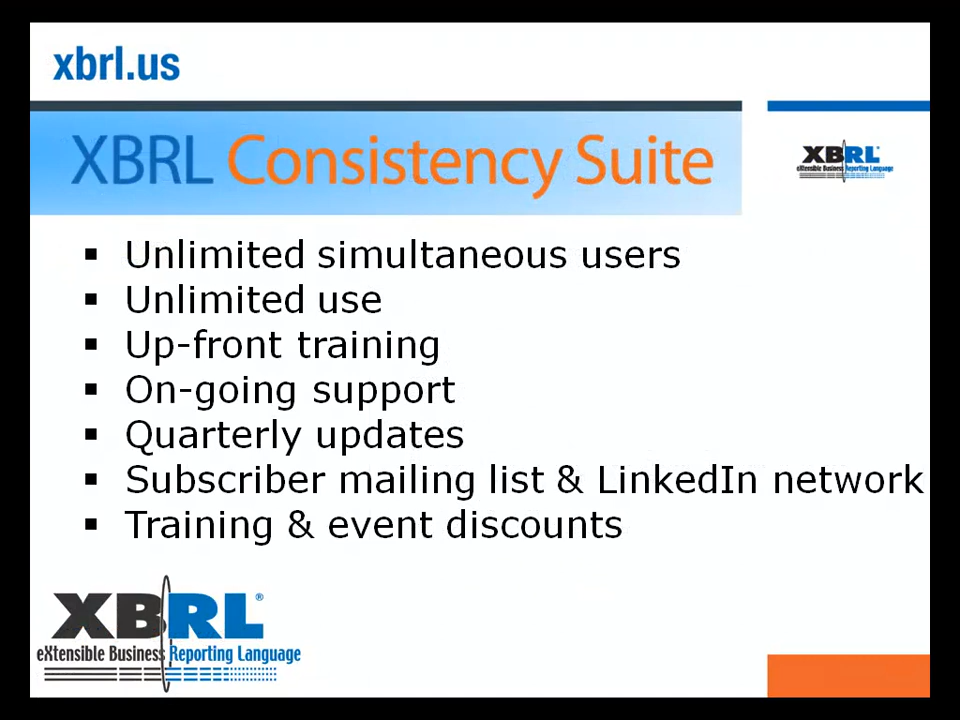 xbrl.us
XBRL Consistency Suite
XBRL®
eXtensible Business Reporting Language
▪ Unlimited simultaneous users
▪ Unlimited use
▪ Up-front training
▪ On-going support
▪ Quarterly updates
▪ Subscriber mailing list & LinkedIn network
▪ Training & event discounts
XBRL®
eXtensible Business Reporting Language